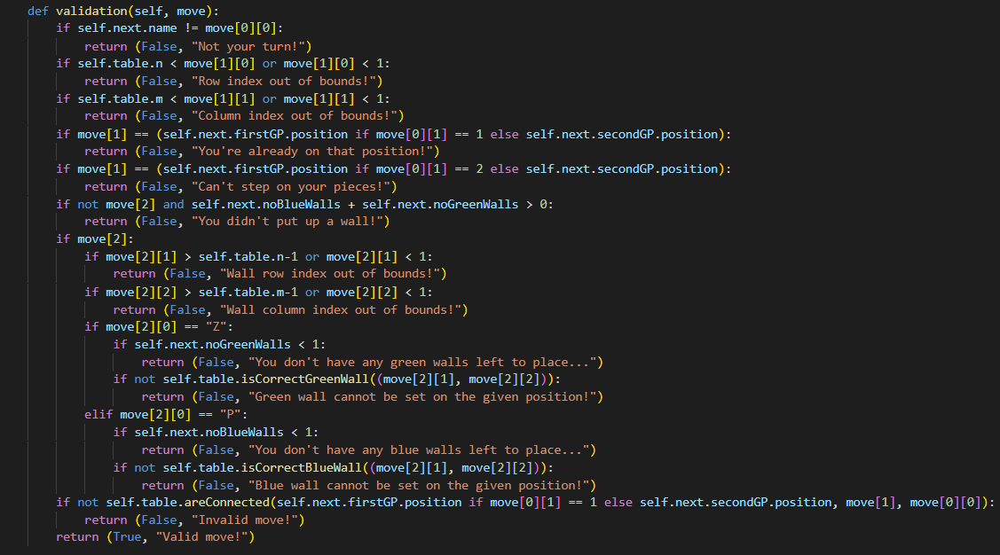 def validation(self, move):
if self.next.name != move[0][0]:
return (False, "Not your turn!")
if self.table.n < move[1][0] or move[1][0] < 1:
return (False, "Row index out of bounds!")
if self.table.m < move[1][1] or move[1][1] < 1:
return (False, "Column index out of bounds!")
if move[1] == (self.next.firstGP.position if move[0][1] == 1 else self.next.secondGP.position):
return (False, "You're already on that position!")
if move[1] == (self.next.firstGP.position if move[0][1] == 2 else self.next.secondGP.position):
return (False, "Can't step on your pieces!")
if not move[2] and self.next.noBlueWalls + self.next.noGreenWalls > 0:
return (False, "You didn't put up a wall!")
if move[2]:
if move[2][1] > self.table.n-1 or move[2][1] < 1:
return (False, "Wall row index out of bounds!")
if move[2][2] > self.table.m-1 or move[2][2] < 1:
return (False, "Wall column index out of bounds!")
if move[2][0] == "Z":
if self.next.noGreenWalls < 1:
return (False, "You don't have any green walls left to place...")
if not self.table.isCorrectGreenWall((move[2][1], move[2][2])):
return (False, "Green wall cannot be set on the given position!")
elif move[2][0] == "P":
if self.next.noBlueWalls < 1:
return (False, "You don't have any blue walls left to place...")
if not self.table.isCorrectBlueWall((move[2][1], move[2][2])):
return (False, "Blue wall cannot be set on the given position!")
if not self.table.areConnected(self.next.firstGP.position if move[0][1] == 1 else self.next.secondGP.position, move[1], move[0][0]):
return (False, "Invalid move!")
return (True, "Valid move!")